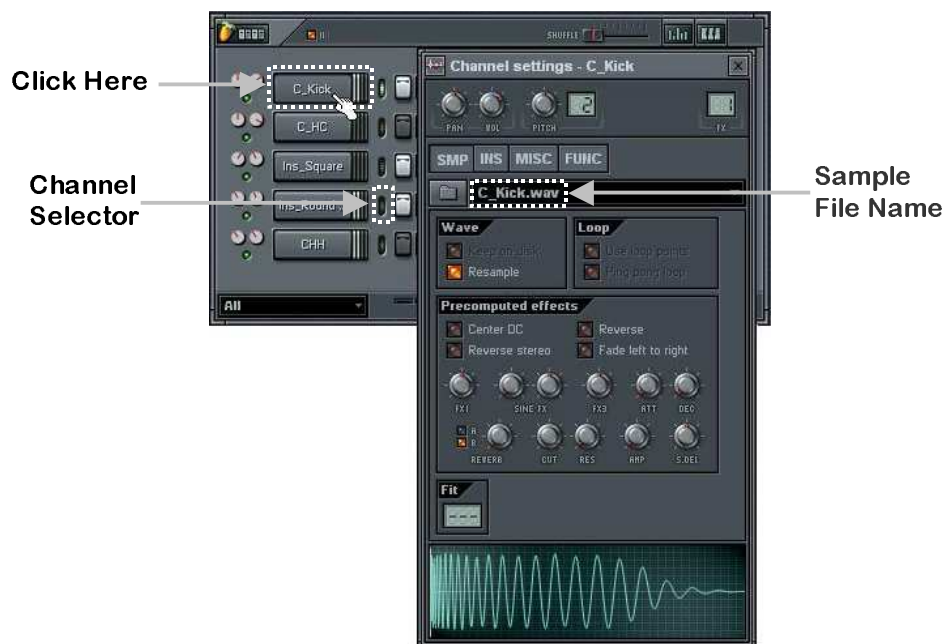 SHUFFLE
Click Here
C_Kick
C_HC
Ins_Square
Channel
Selector
Ins_Round
CHH
All
Channel settings - C_Kick
PAN VOL PITCH 2 1 FX
SMP INS MISC FUNC
C_Kick.wav
Sample
File Name
Wave Loop
Keep on disk Use loop points
Resample Ping pong loop
Precomputed effects
Center DC Reverse
Reverse stereo Fade left to right
FX1 SINE FX FX3 ATT DEC
A
B
REVERB CUT RES AMP S.DEL
Fit
---